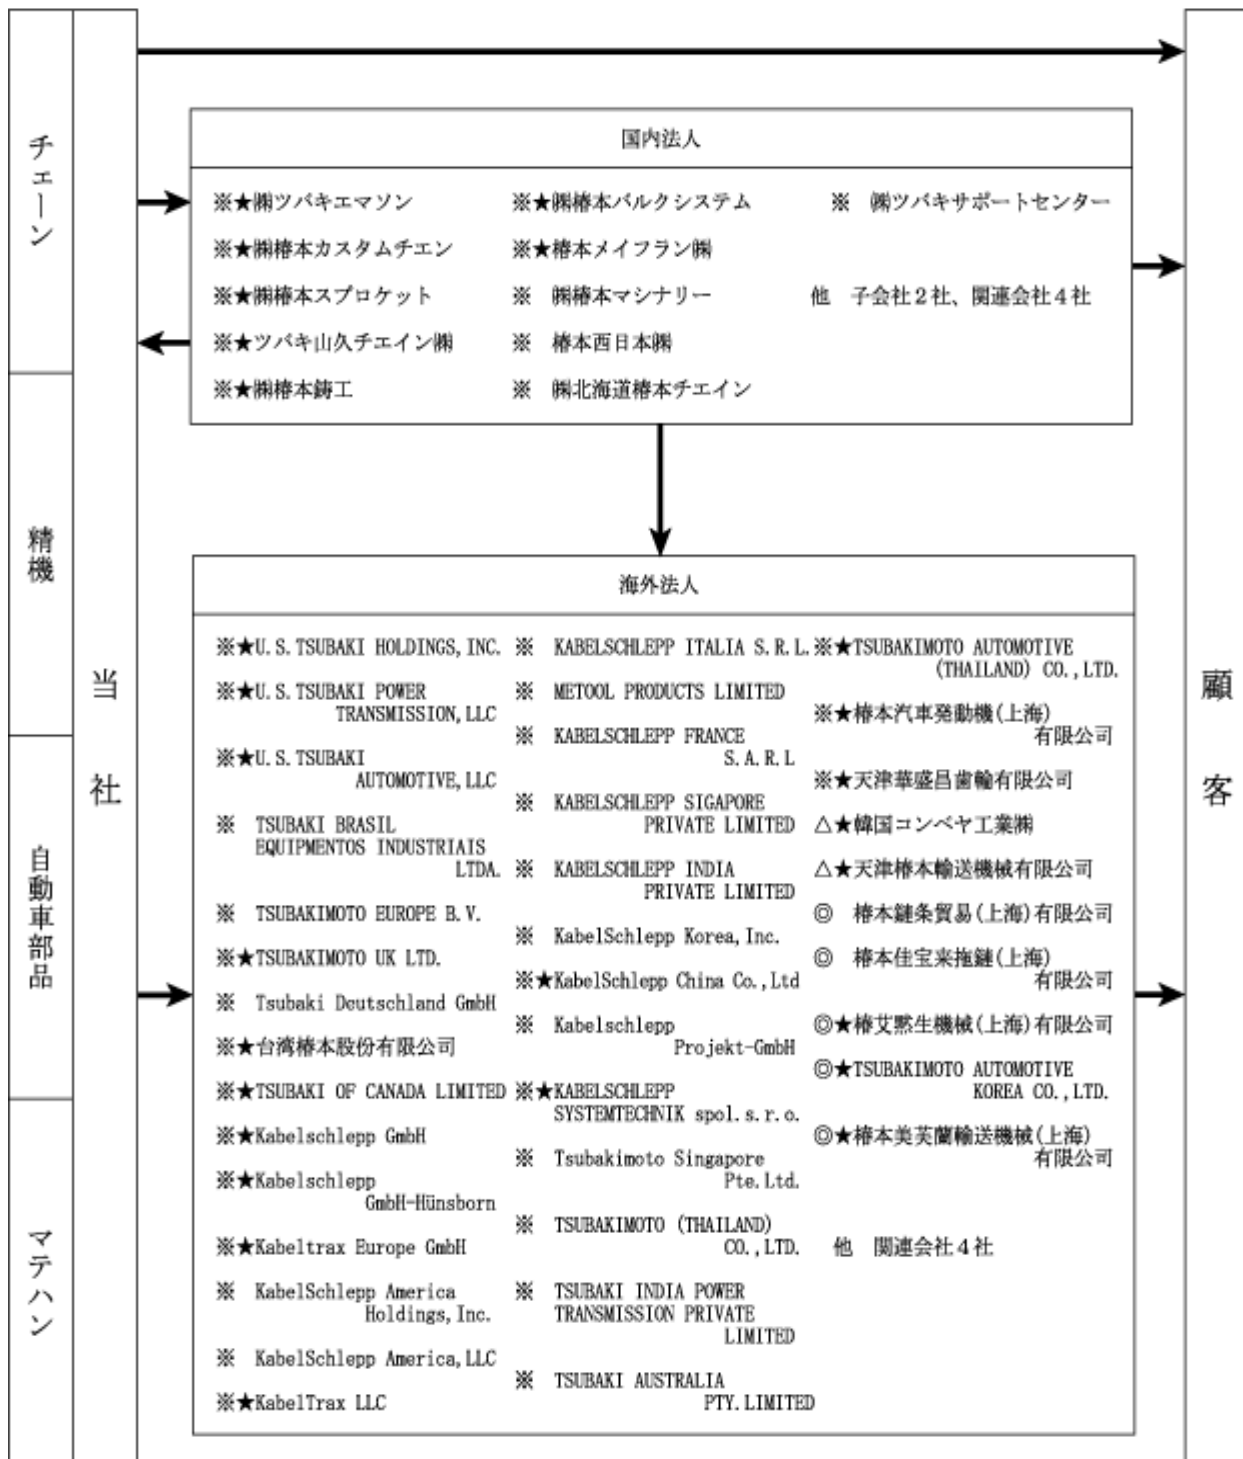 チェーン
精機
自動車部品
マテハン
当社
国内法人
※★㈱ツバキエマソン
※★㈱椿本カスタムチエン
※★㈱椿本スプロケット
※★ツバキ山久チエイン㈱
※★㈱椿本鋳工
※★㈱椿本バルクシステム
※★椿本メイフラン㈱
※　㈱椿本マシナリー
※　椿本西日本㈱
※　㈱北海道椿本チエイン
※　㈱ツバキサポートセンター
他　子会社２社、関連会社４社
海外法人
※★U.S.TSUBAKI HOLDINGS,INC.
※★U.S.TSUBAKI POWER
TRANSMISSION,LLC
※★U.S.TSUBAKI
AUTOMOTIVE,LLC
※　TSUBAKI BRASIL
EQUIPMENTOS INDUSTRIAIS
LTDA.
※　TSUBAKIMOTO EUROPE B.V.
※★TSUBAKIMOTO UK LTD.
※　Tsubaki Deutschland GmbH
※★台湾椿本股份有限公司
※★TSUBAKI OF CANADA LIMITED
※★Kabelschlepp GmbH
※★Kabelschlepp
GmbH-Hünsborn
※★Kabeltrax Europe GmbH
※　KabelSchlepp America
Holdings,Inc.
※　KabelSchlepp America,LLC
※★KabelTrax LLC
※　KABELSCHLEPP ITALIA S.R.L.
※　METOOL PRODUCTS LIMITED
※　KABELSCHLEPP FRANCE
S.A.R.L
※　KABELSCHLEPP SIGAPORE
PRIVATE LIMITED
※　KABELSCHLEPP INDIA
PRIVATE LIMITED
※　KabelSchlepp Korea,Inc.
※★KabelSchlepp China Co.,Ltd
※　Kabelschlepp
Projekt-GmbH
※★KABELSCHLEPP
SYSTEMTECHNIK spol.s.r.o.
※　Tsubakimoto Singapore
Pte.Ltd.
※　TSUBAKIMOTO (THAILAND)
CO.,LTD.
※　TSUBAKI INDIA POWER
TRANSMISSION PRIVATE
LIMITED
※　TSUBAKI AUSTRALIA
PTY.LIMITED
※★TSUBAKIMOTO AUTOMOTIVE
(THAILAND) CO.,LTD.
※★椿本汽車発動機(上海)
有限公司
※★天津華盛昌歯輪有限公司
△★韓国コンベヤ工業㈱
△★天津椿本輸送機械有限公司
◎　椿本鏈条貿易(上海)有限公司
◎　椿本佳宝来拖鏈(上海)
有限公司
◎★椿艾黙生機械(上海)有限公司
◎★TSUBAKIMOTO AUTOMOTIVE
KOREA CO.,LTD.
◎★椿本美芙蘭輸送機械(上海)
有限公司
他　関連会社４社
顧客